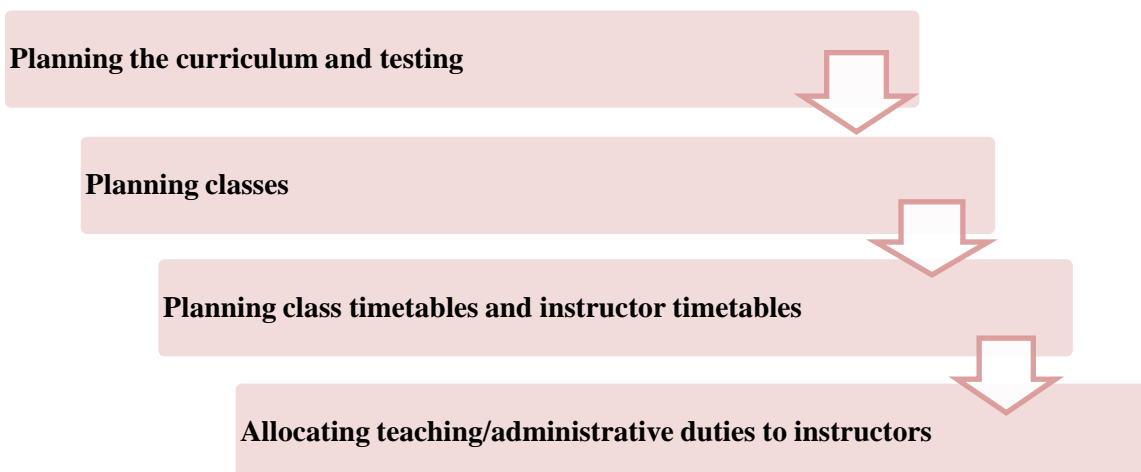 Planning the curriculum and testing
Planning classes
Planning class timetables and instructor timetables
Allocating teaching/administrative duties to instructors